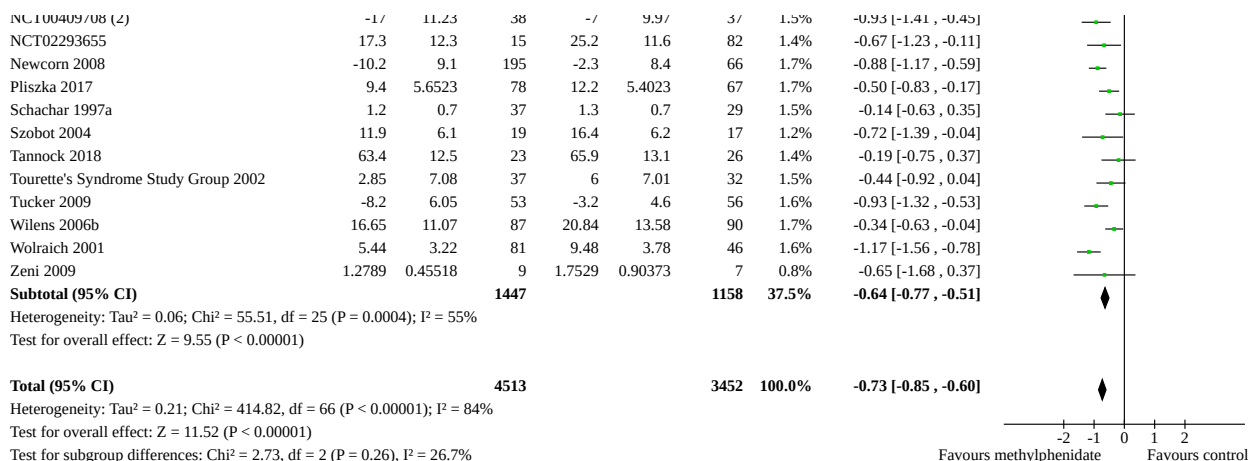 NCT00409708 (2) -17 11.23 38 -7 9.97 37 1.5% -0.93 [-1.41 , -0.45]
NCT02293655 17.3 12.3 15 25.2 11.6 82 1.4% -0.67 [-1.23 , -0.11]
Newcorn 2008 -10.2 9.1 195 -2.3 8.4 66 1.7% -0.88 [-1.17 , -0.59]
Pliszka 2017 9.4 5.6523 78 12.2 5.4023 67 1.7% -0.50 [-0.83 , -0.17]
Schachar 1997a 1.2 0.7 37 1.3 0.7 29 1.5% -0.14 [-0.63 , 0.35]
Szobot 2004 11.9 6.1 19 16.4 6.2 17 1.2% -0.72 [-1.39 , -0.04]
Tannock 2018 63.4 12.5 23 65.9 13.1 26 1.4% -0.19 [-0.75 , 0.37]
Tourette's Syndrome Study Group 2002 2.85 7.08 37 6 7.01 32 1.5% -0.44 [-0.92 , 0.04]
Tucker 2009 -8.2 6.05 53 -3.2 4.6 56 1.6% -0.93 [-1.32 , -0.53]
Wilens 2006b 16.65 11.07 87 20.84 13.58 90 1.7% -0.34 [-0.63 , -0.04]
Wolraich 2001 5.44 3.22 81 9.48 3.78 46 1.6% -1.17 [-1.56 , -0.78]
Zeni 2009 1.2789 0.45518 9 1.7529 0.90373 7 0.8% -0.65 [-1.68 , 0.37]
Subtotal (95% CI) 1447 1158 37.5% -0.64 [-0.77 , -0.51]
Heterogeneity: Tau² = 0.06; Chi² = 55.51, df = 25 (P = 0.0004); I² = 55%
Test for overall effect: Z = 9.55 (P < 0.00001)
Total (95% CI) 4513 3452 100.0% -0.73 [-0.85 , -0.60]
Heterogeneity: Tau² = 0.21; Chi² = 414.82, df = 66 (P < 0.00001); I² = 84%
Test for overall effect: Z = 11.52 (P < 0.00001)
-2 -1 0 1 2
Test for subgroup differences: Chi² = 2.73, df = 2 (P = 0.26), I² = 26.7%
Favours methylphenidate Favours control